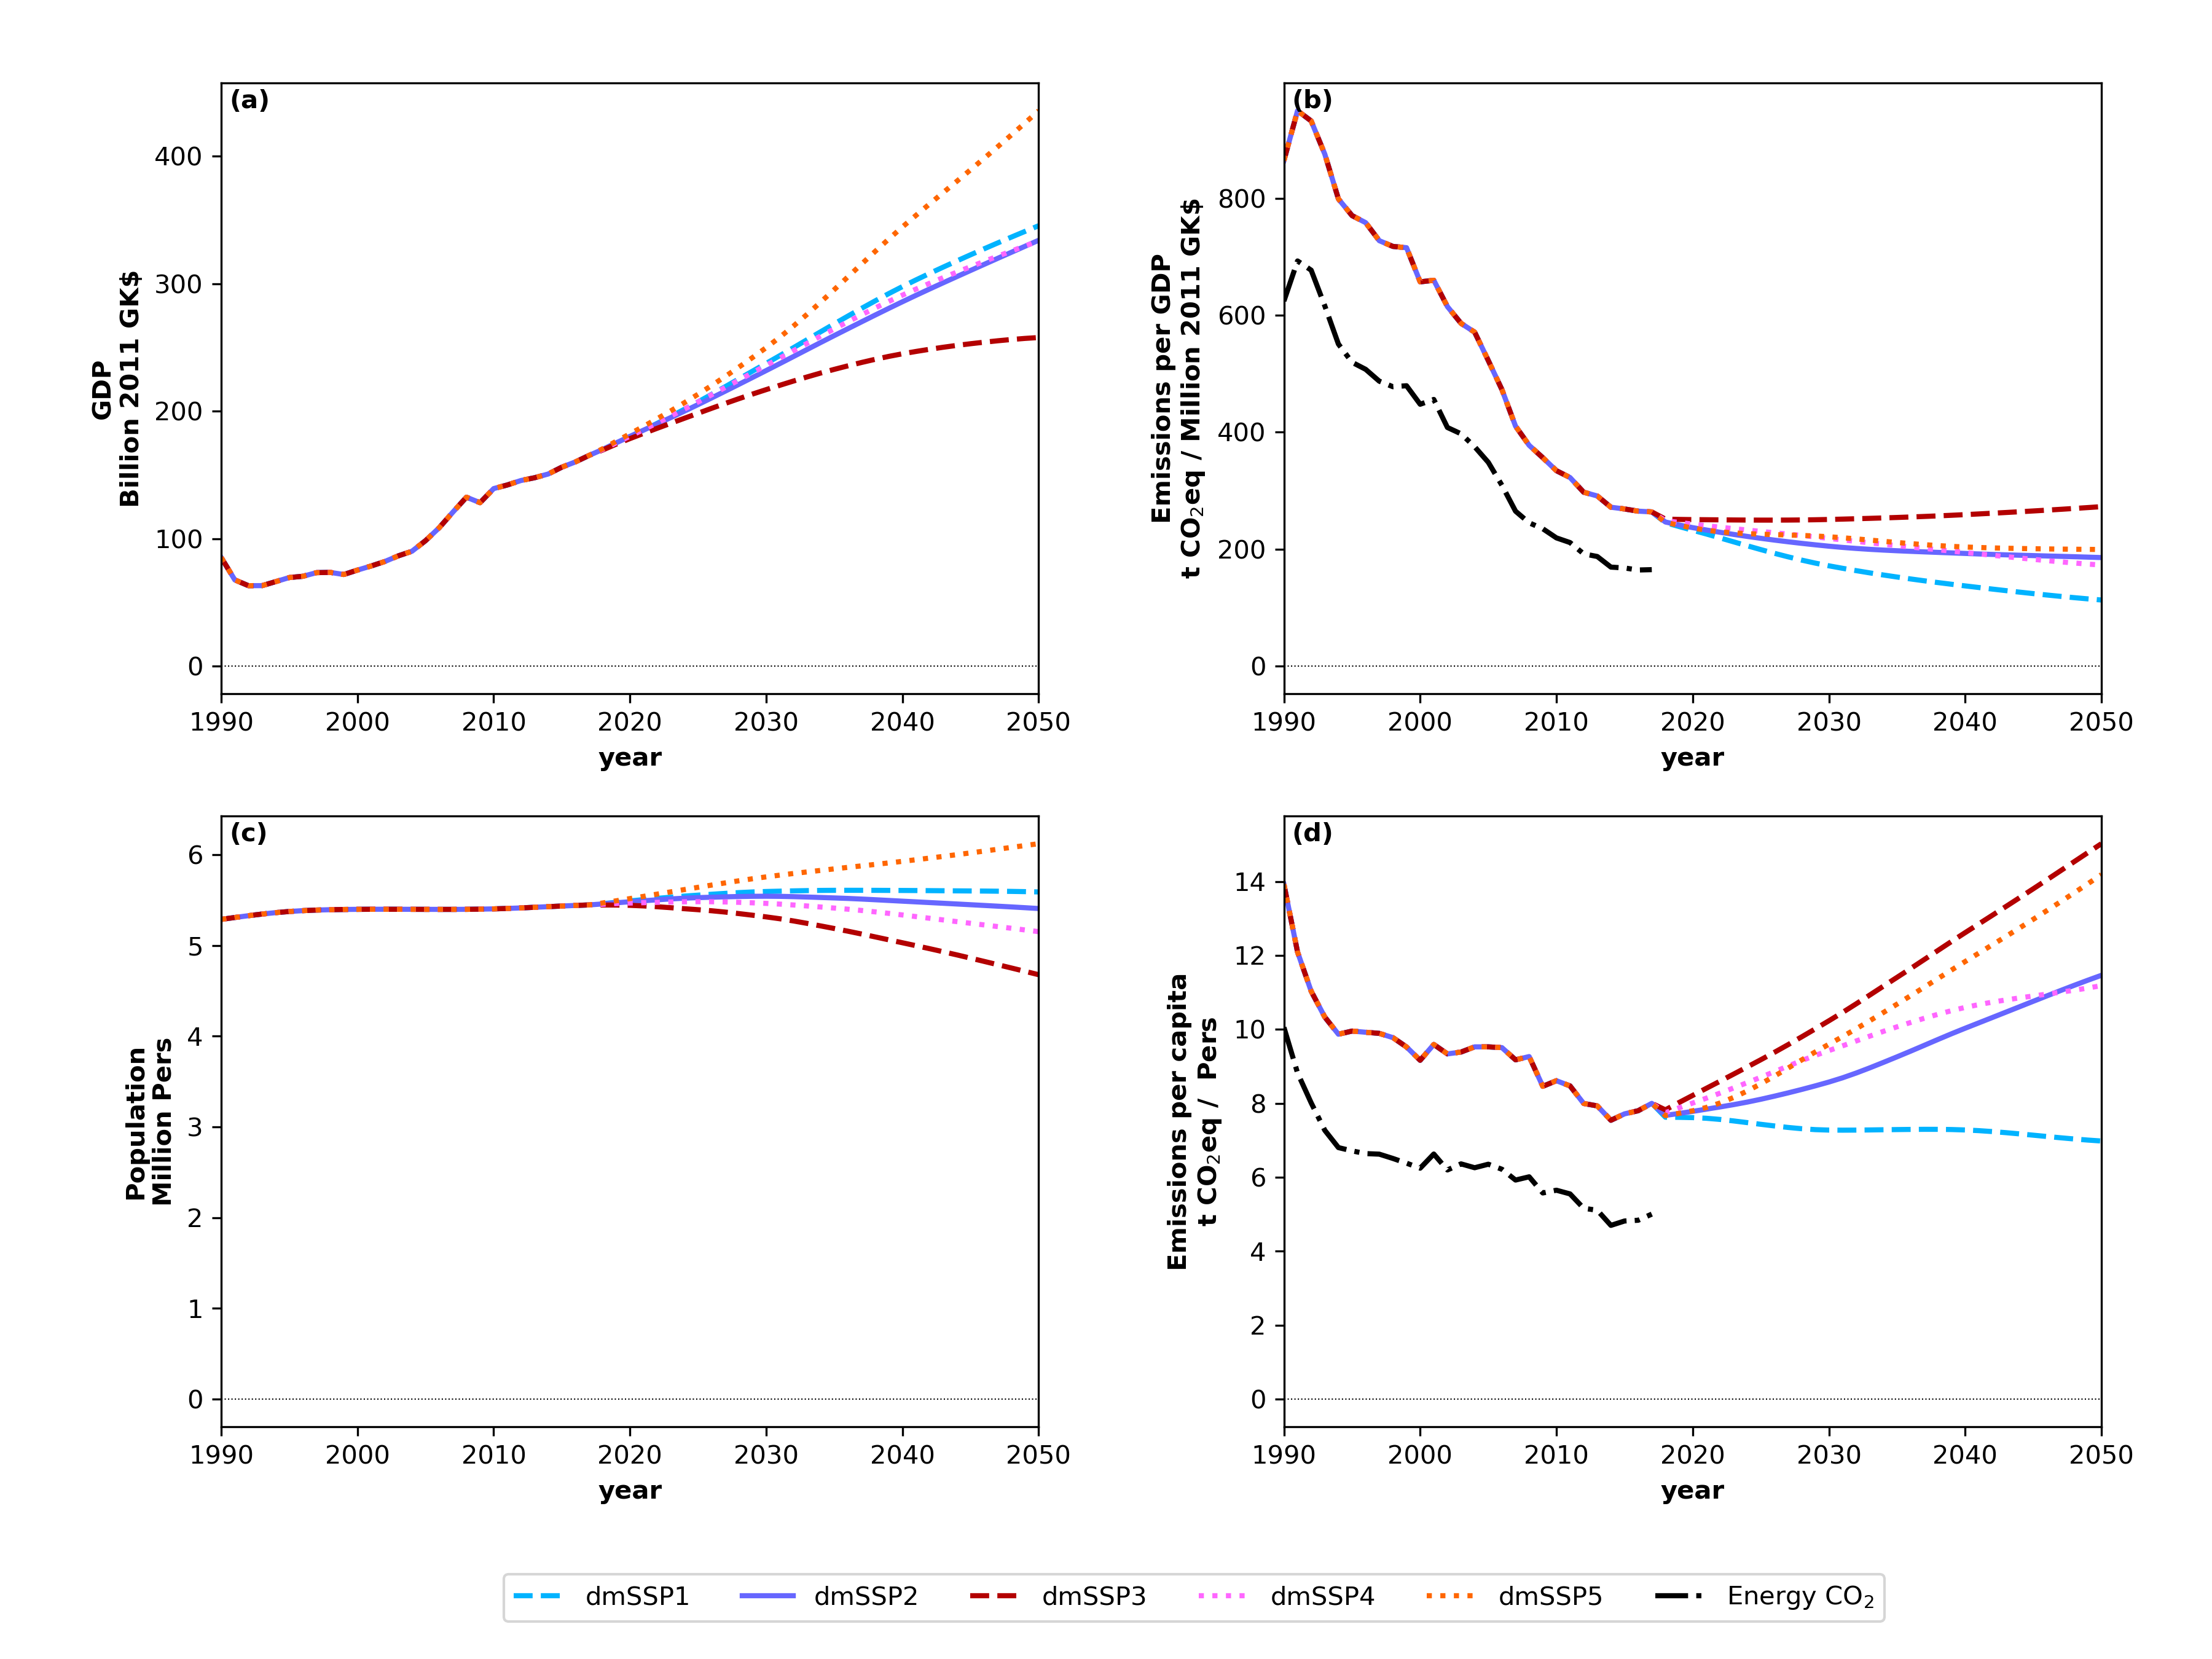 (a)
GDP
Billion 2011 GK$
400
300
200
100
0
1990 2000 2010 2020 2030 2040 2050
year
(b)
Emissions per GDP
t CO₂eq / Million 2011 GK$
800
600
400
200
0
1990 2000 2010 2020 2030 2040 2050
year
(c)
Population
Million Pers
6
5
4
3
2
1
0
1990 2000 2010 2020 2030 2040 2050
year
(d)
Emissions per capita
t CO₂eq / Pers
14
12
10
8
6
4
2
0
1990 2000 2010 2020 2030 2040 2050
year
dmSSP1 dmSSP2 dmSSP3 dmSSP4 dmSSP5 Energy CO₂